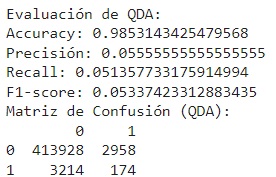 Evaluación de QDA:
Accuracy: 0.9853143425479568
Precisión: 0.05555555555555555
Recall: 0.051357733175914994
F1-score: 0.05337423312883435
Matriz de Confusión (QDA):
0 1
0 413928 2958
1 3214 174